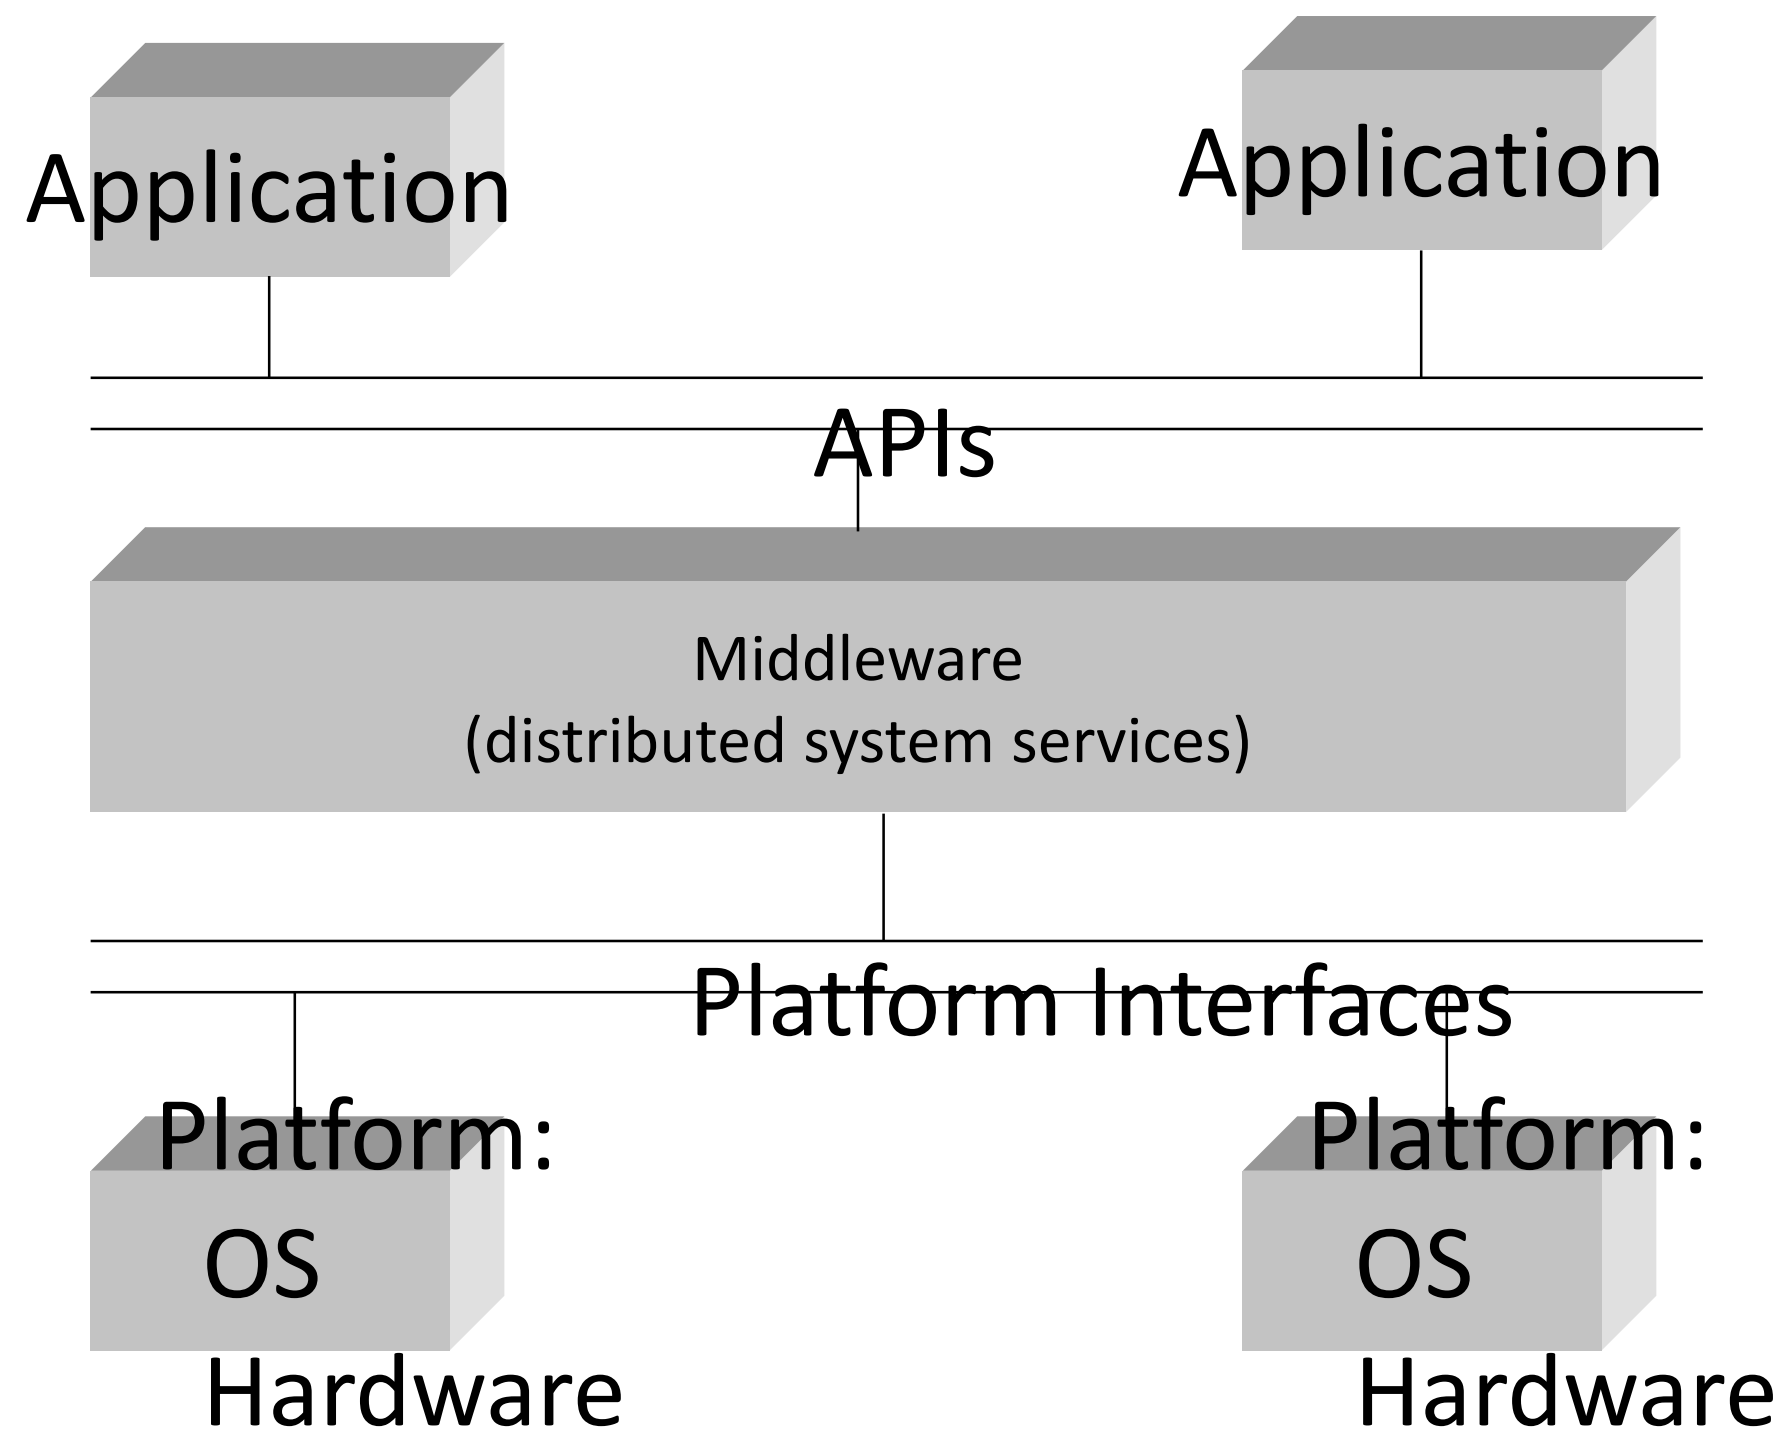 Application
Application
APIs
Middleware
(distributed system services)
Platform Interfaces
Platform:
OS
Hardware
Platform:
OS
Hardware